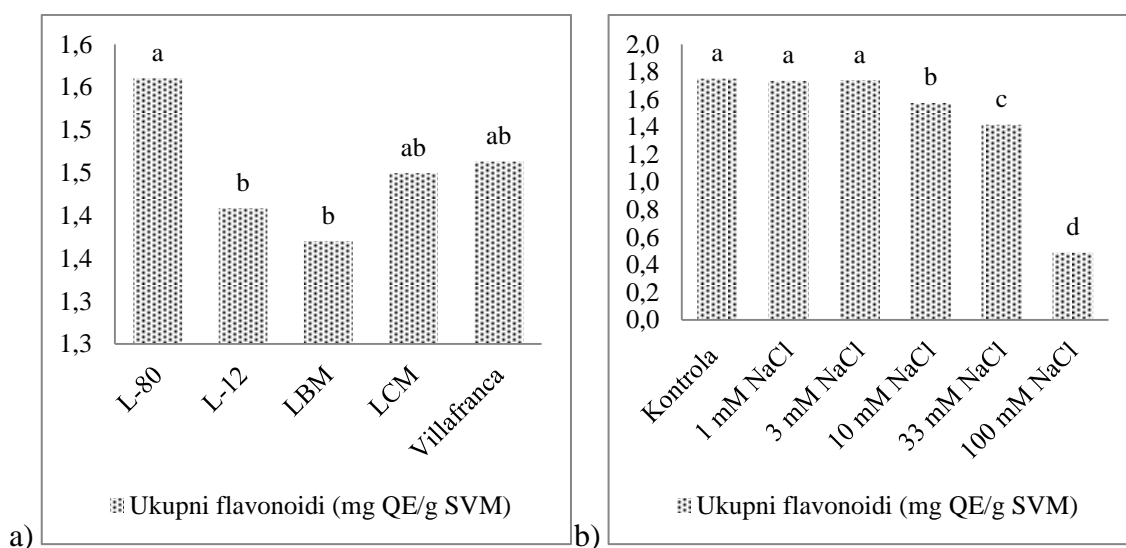 1,6
1,6
1,5
1,5
1,4
1,4
1,3
1,3
a
b
b
ab
ab
L-80
L-12
LBM
LCM
Villafranca
Ukupni flavonoidi (mg QE/g SVM)
a)
2,0
1,8
1,6
1,4
1,2
1,0
0,8
0,6
0,4
0,2
0,0
a
a
a
b
c
d
Kontrola
1 mM NaCl
3 mM NaCl
10 mM NaCl
33 mM NaCl
100 mM NaCl
Ukupni flavonoidi (mg QE/g SVM)
b)